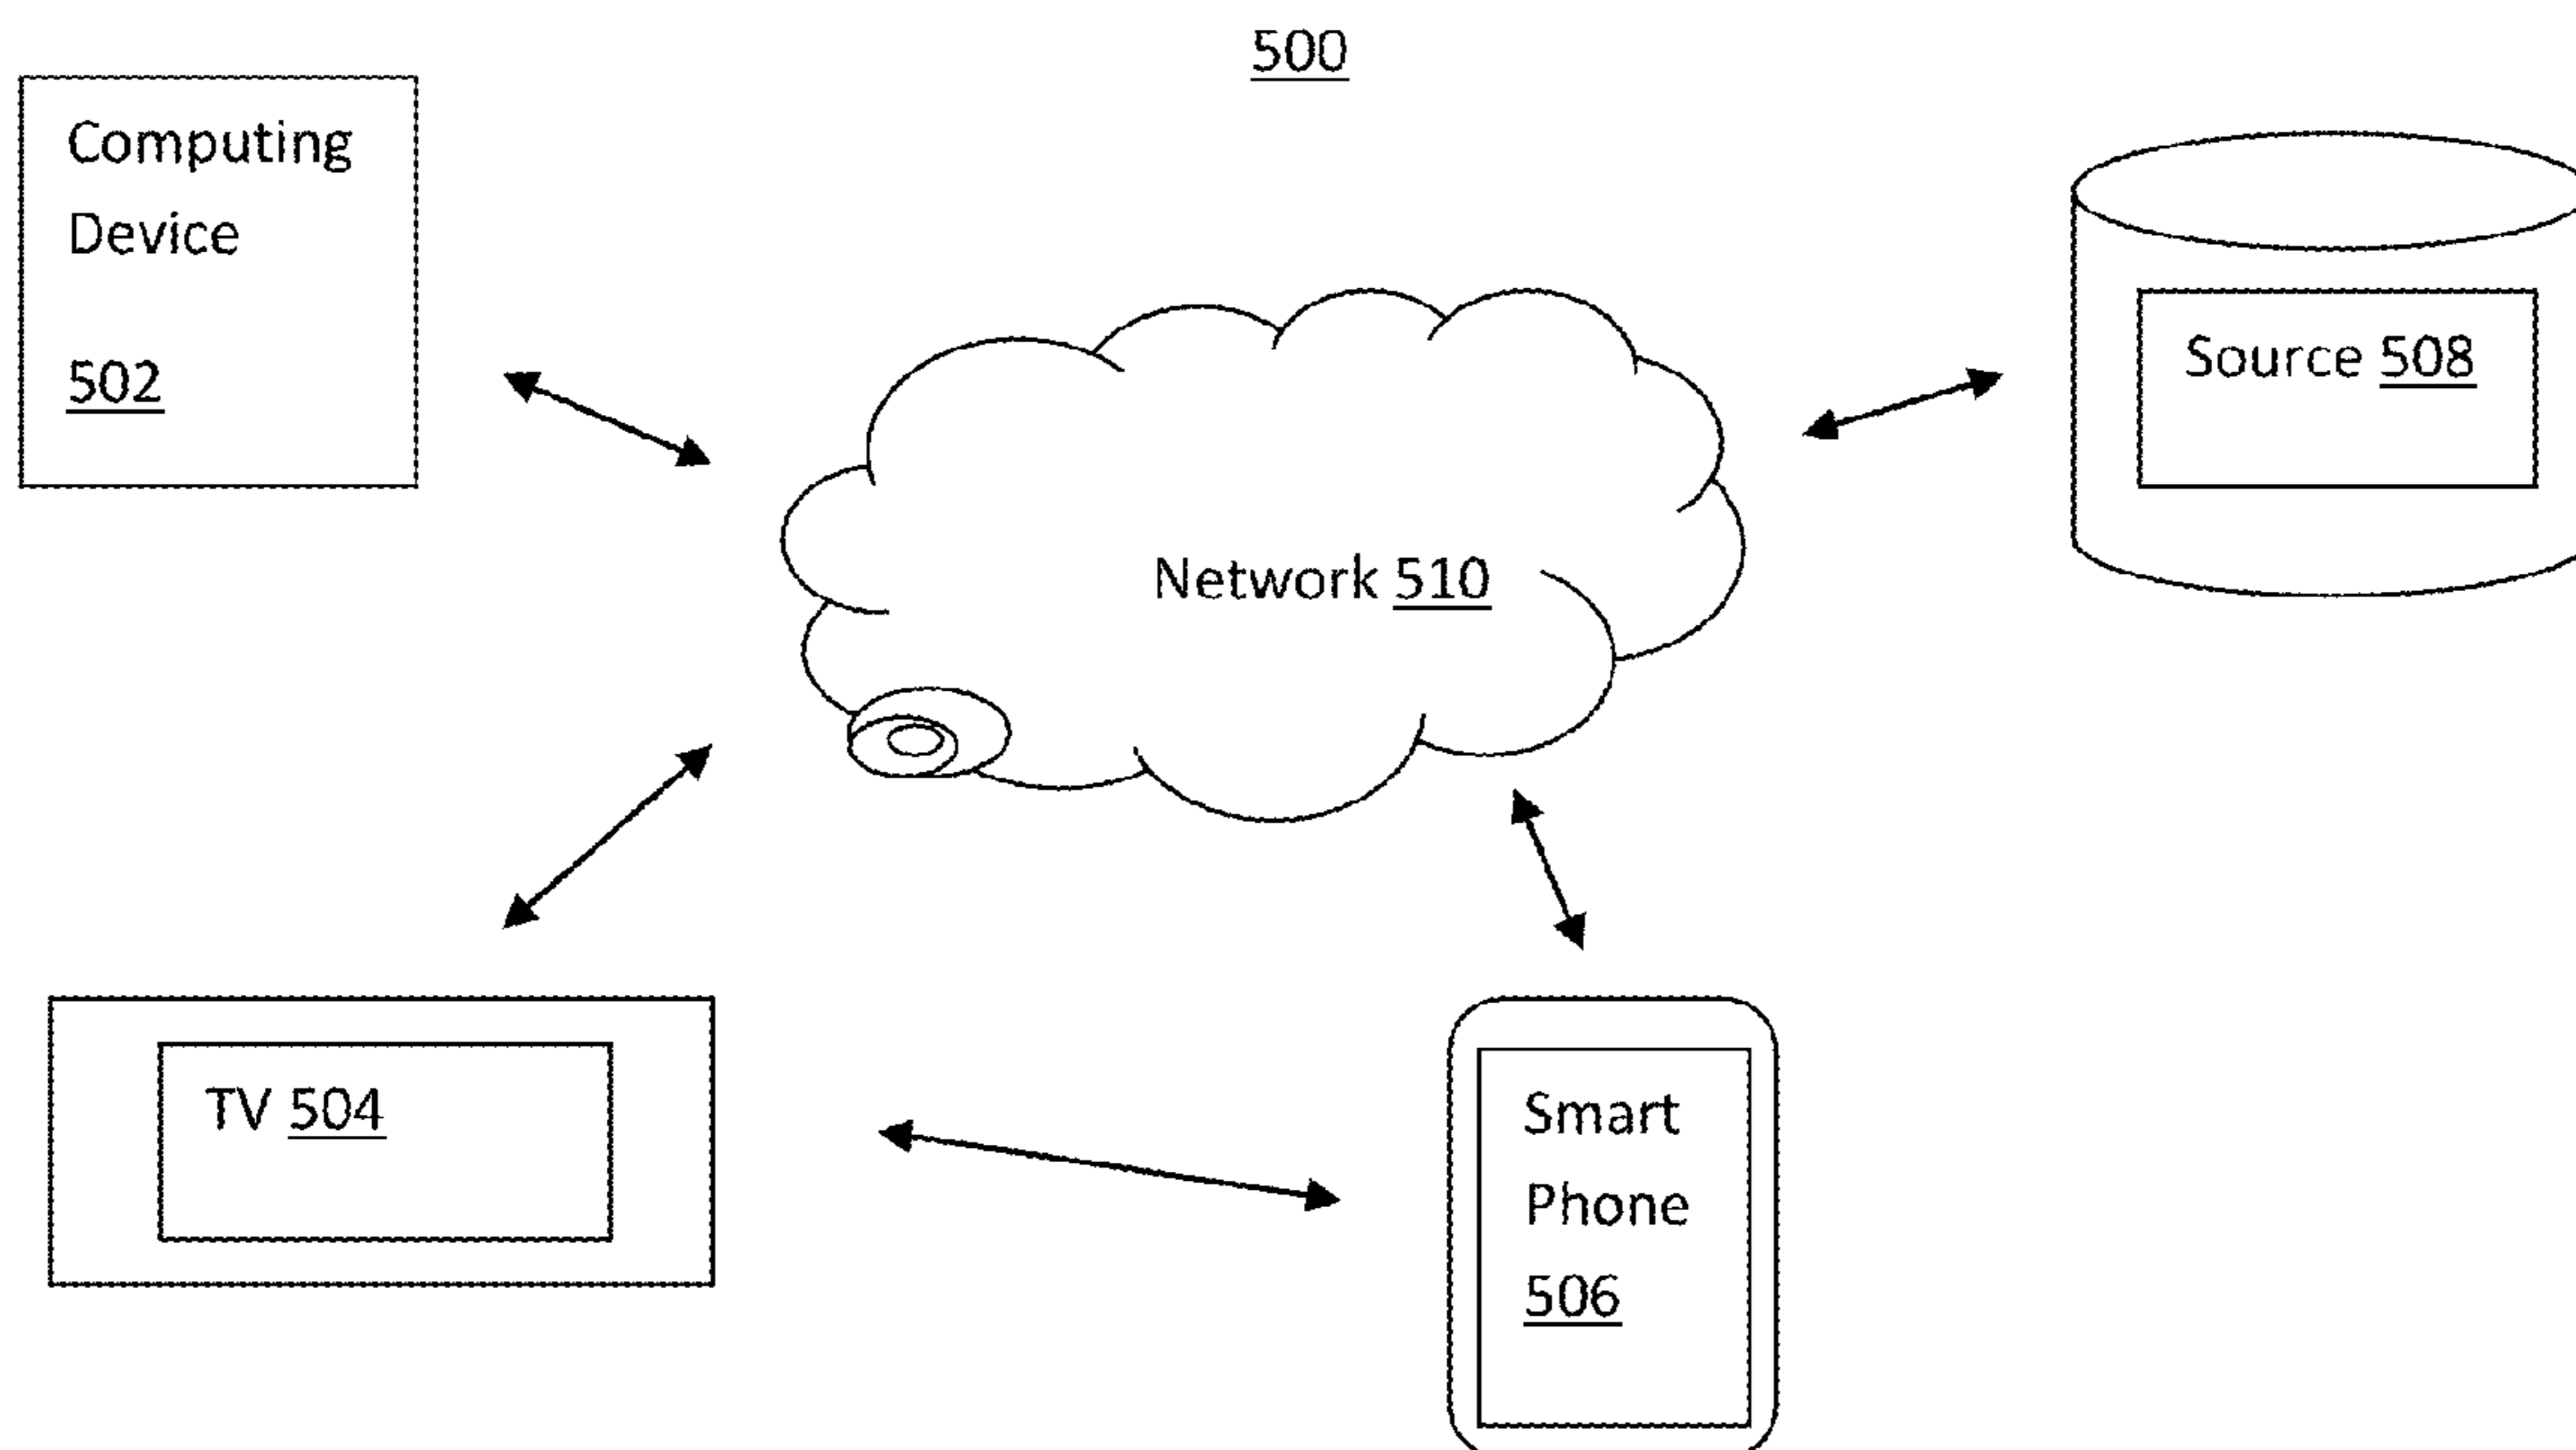 500
Computing
Device
502
Source 508
Network 510
TV 504
Smart
Phone
506